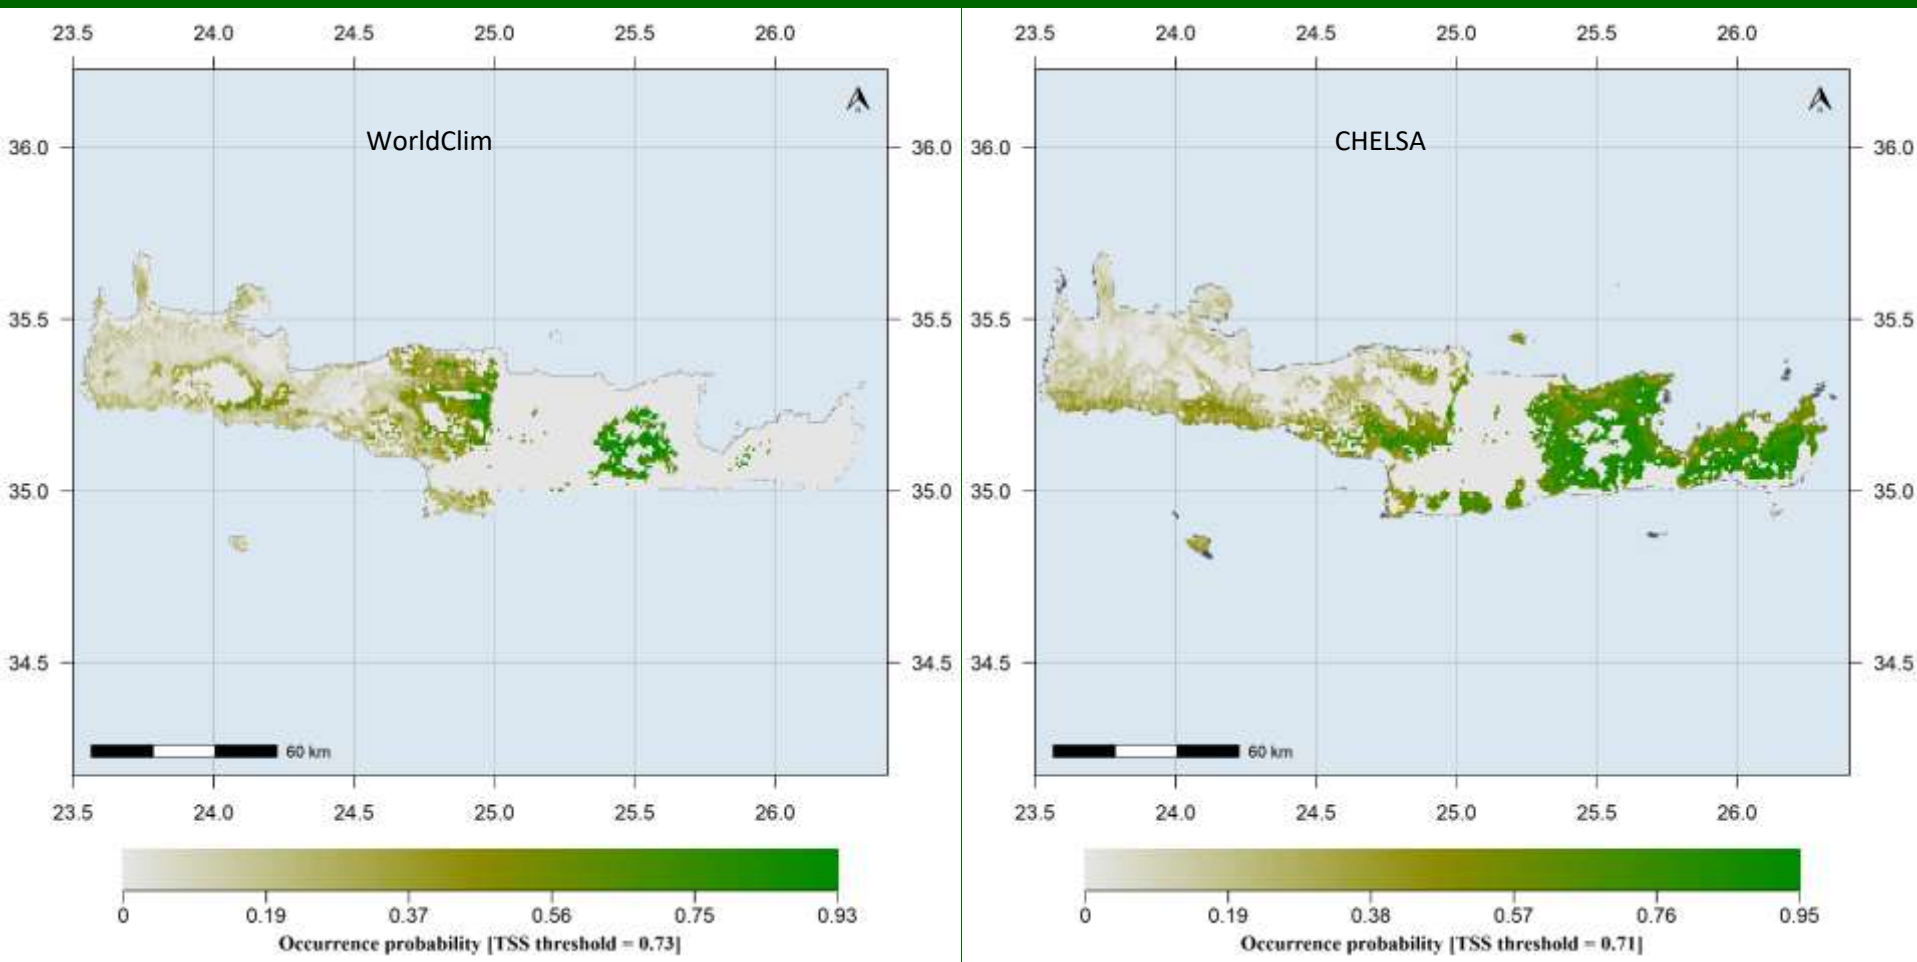 23.5 24.0 24.5 25.0 25.5 26.0
WorldClim
36.0 36.0
35.5 35.5
35.0 35.0
34.5 34.5
60 km
23.5 24.0 24.5 25.0 25.5 26.0
0 0.19 0.37 0.56 0.75 0.93
Occurrence probability [TSS threshold = 0.73]
23.5 24.0 24.5 25.0 25.5 26.0
CHELSA
36.0 36.0
35.5 35.5
35.0 35.0
34.5 34.5
60 km
23.5 24.0 24.5 25.0 25.5 26.0
0 0.19 0.38 0.57 0.76 0.95
Occurrence probability [TSS threshold = 0.71]